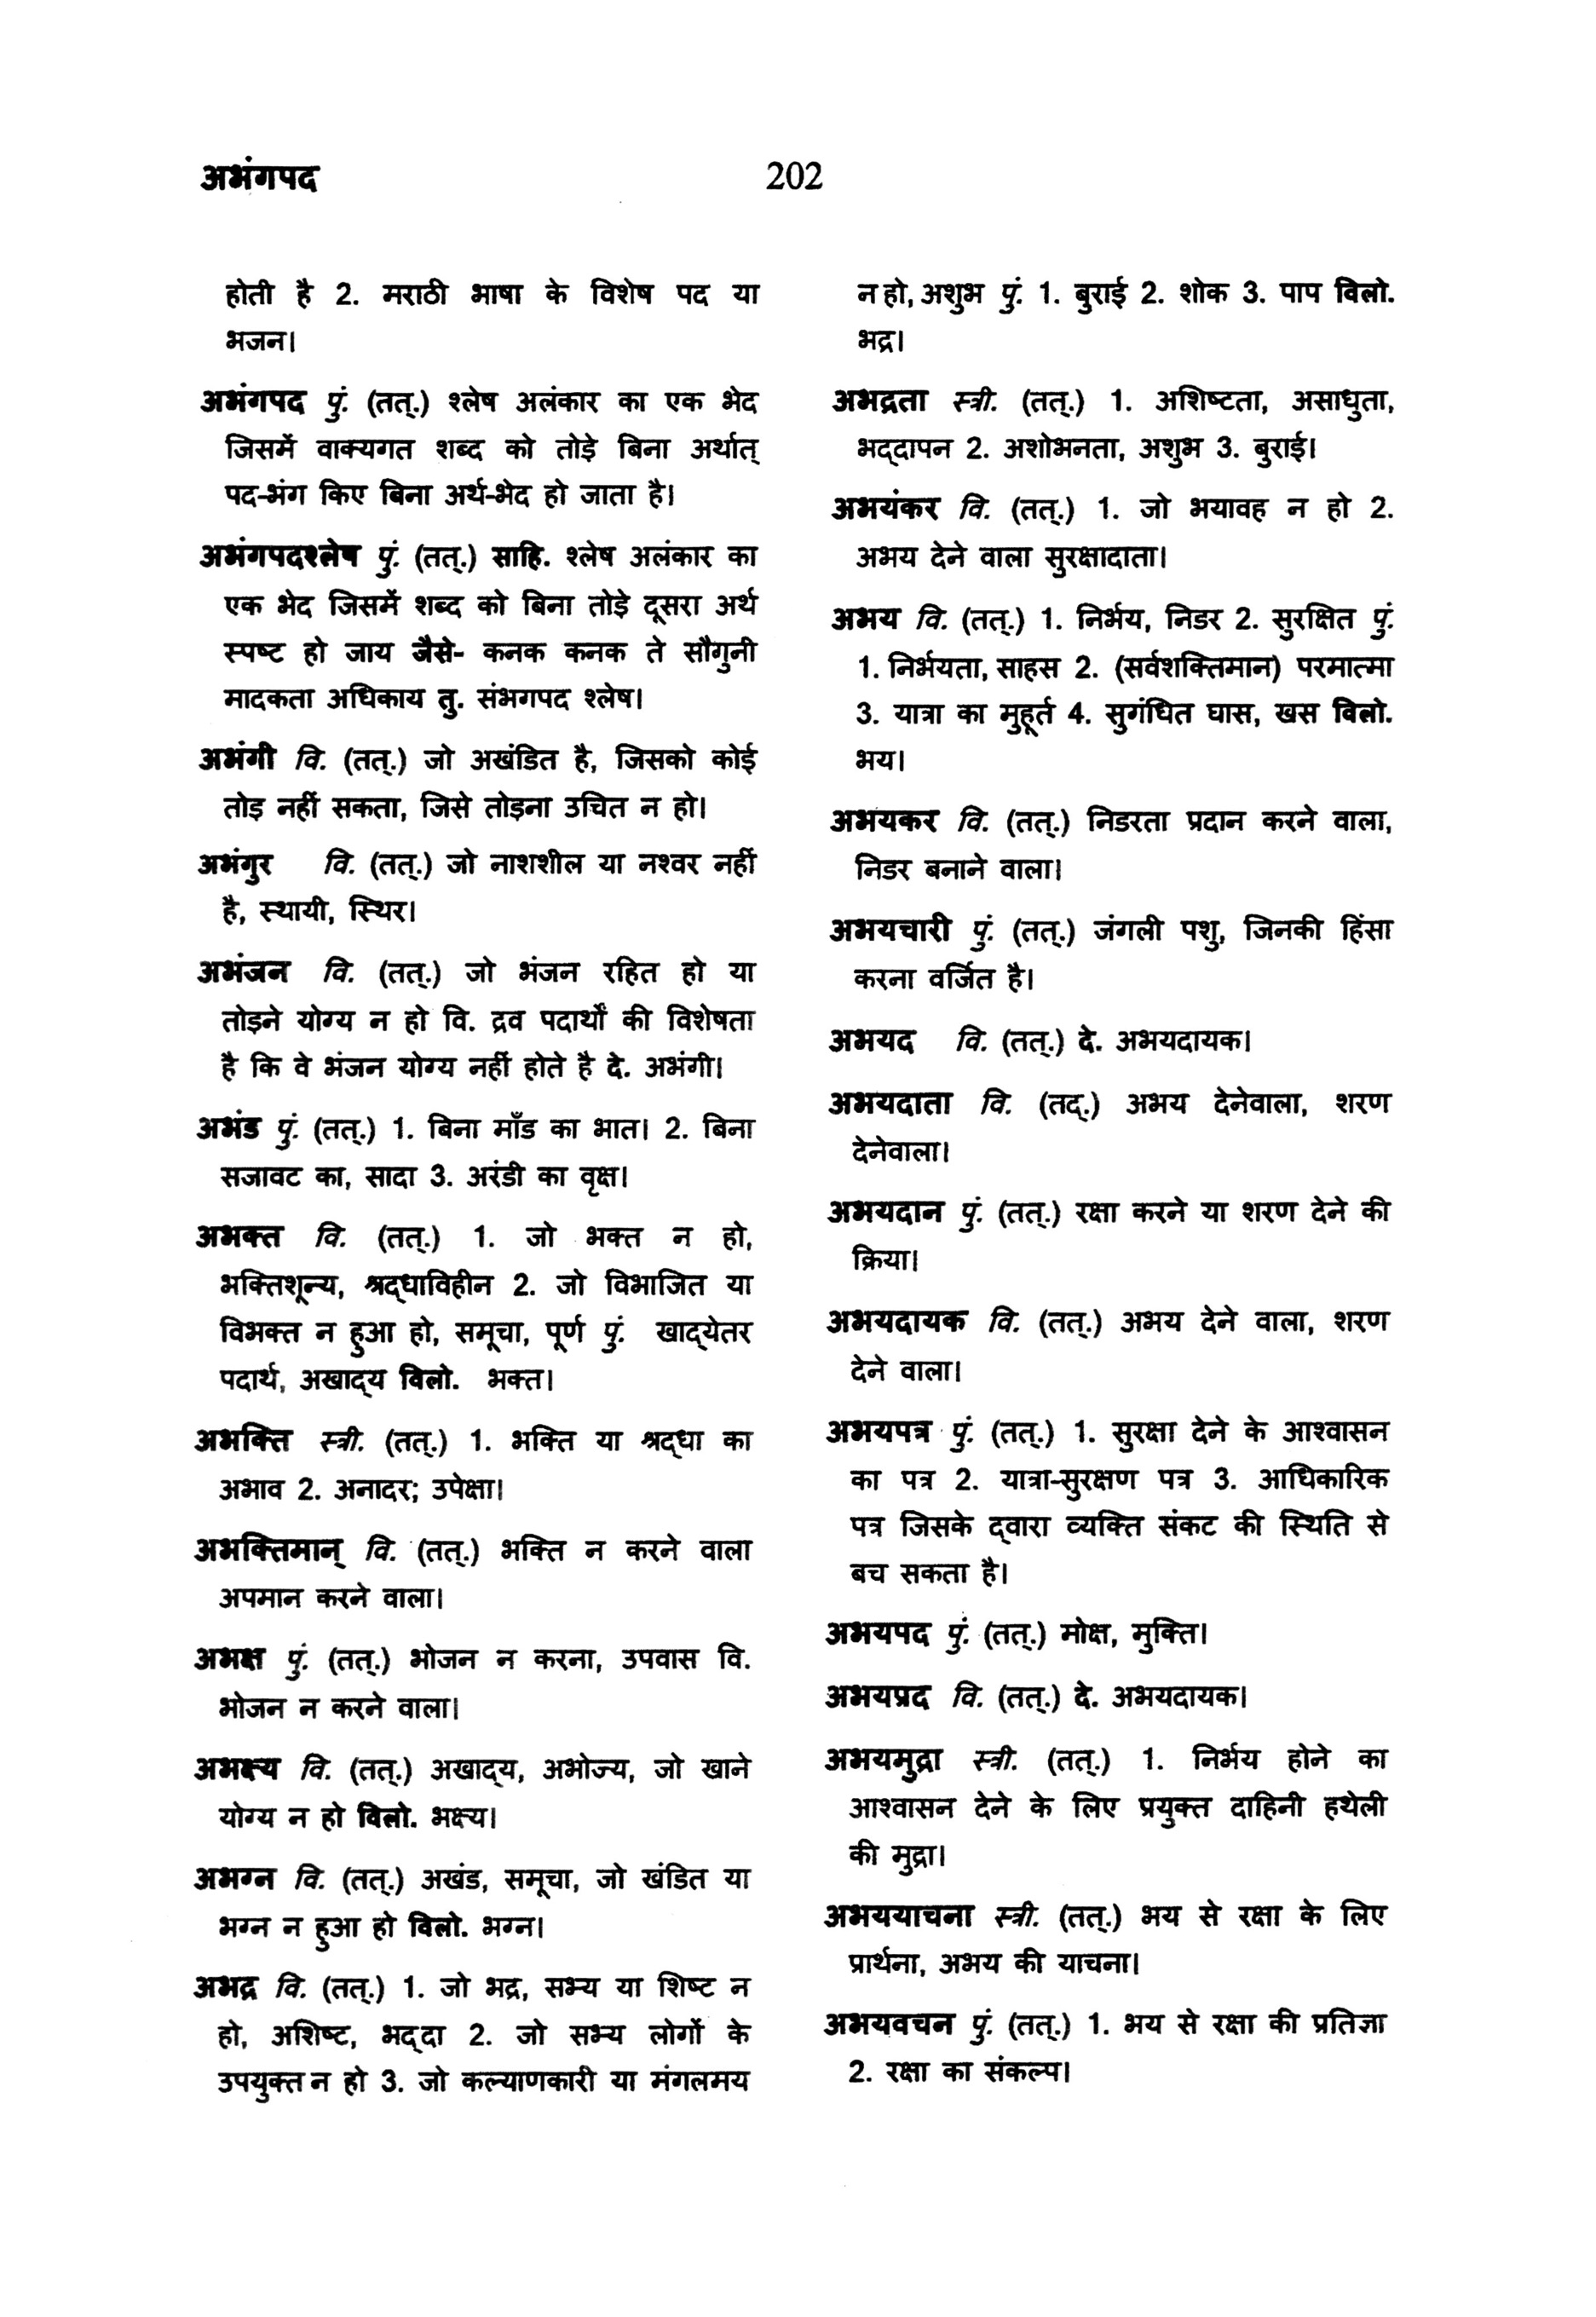 अभंगपद
202
होती है 2. मराठी भाषा के विशेष पद या
भजन।
अभंगपद पुं. (तत्.) श्लेष अलंकार का एक भेद
जिसमें वाक्यगत शब्द को तोड़े बिना अर्थात्
पद-भंग किए बिना अर्थ-भेद हो जाता है।
अभंगपदश्लेष पुं. (तत्.) साहि. श्लेष अलंकार का
एक भेद जिसमें शब्द को बिना तोड़े दूसरा अर्थ
स्पष्ट हो जाय जैसे- कनक कनक ते सौगुनी
मादकता अधिकाय तु. संभगपद श्लेष।
अभंगी वि. (तत्.) जो अखंडित है, जिसको कोई
तोड़ नहीं सकता, जिसे तोड़ना उचित न हो।
अभंगुर वि. (तत्.) जो नाशशील या नश्वर नहीं
है, स्थायी, स्थिर।
अभंजन वि. (तत्.) जो भंजन रहित हो या
तोड़ने योग्य न हो वि. द्रव पदार्थों की विशेषता
है कि वे भंजन योग्य नहीं होते है दे. अभंगी।
अभंड पुं. (तत्.) 1. बिना माँड का भात। 2. बिना
सजावट का, सादा 3. अरंडी का वृक्ष।
अभक्त वि. (तत्.) 1. जो भक्त न हो,
भक्तिशून्य, श्रद्धाविहीन 2. जो विभाजित या
विभक्त न हुआ हो, समूचा, पूर्ण पुं. खाद्येतर
पदार्थ, अखाद्य विलो. भक्त।
अभक्ति स्त्री. (तत्.) 1. भक्ति या श्रद्धा का
अभाव 2. अनादर; उपेक्षा।
अभक्तिमान् वि. (तत्.) भक्ति न करने वाला
अपमान करने वाला।
अभक्ष पुं. (तत्.) भोजन न करना, उपवास वि.
भोजन न करने वाला।
अभक्ष्य वि. (तत्.) अखाद्य, अभोज्य, जो खाने
योग्य न हो विलो. भक्ष्य।
अभग्न वि. (तत्.) अखंड, समूचा, जो खंडित या
भग्न न हुआ हो विलो. भग्न।
अभद्र वि. (तत्.) 1. जो भद्र, सभ्य या शिष्ट न
हो, अशिष्ट, भद्दा 2. जो सभ्य लोगों के
उपयुक्त न हो 3. जो कल्याणकारी या मंगलमय
न हो, अशुभ पुं. 1. बुराई 2. शोक 3. पाप विलो.
भद्र।
अभद्रता स्त्री. (तत्.) 1. अशिष्टता, असाधुता,
भद्दापन 2. अशोभनता, अशुभ 3. बुराई।
अभयंकर वि. (तत्.) 1. जो भयावह न हो 2.
अभय देने वाला सुरक्षादाता।
अभय वि. (तत्.) 1. निर्भय, निडर 2. सुरक्षित पुं.
1. निर्भयता, साहस 2. (सर्वशक्तिमान) परमात्मा
3. यात्रा का मुहूर्त 4. सुगंधित घास, खस विलो.
भय।
अभयकर वि. (तत्.) निडरता प्रदान करने वाला,
निडर बनाने वाला।
अभयचारी पुं. (तत्.) जंगली पशु, जिनकी हिंसा
करना वर्जित है।
अभयद वि. (तत्.) दे. अभयदायक।
अभयदाता वि. (तद्.) अभय देनेवाला, शरण
देनेवाला।
अभयदान पुं. (तत्.) रक्षा करने या शरण देने की
क्रिया।
अभयदायक वि. (तत्.) अभय देने वाला, शरण
देने वाला।
अभयपत्र पुं. (तत्.) 1. सुरक्षा देने के आश्वासन
का पत्र 2. यात्रा-सुरक्षण पत्र 3. आधिकारिक
पत्र जिसके द्वारा व्यक्ति संकट की स्थिति से
बच सकता है।
अभयपद पुं. (तत्.) मोक्ष, मुक्ति।
अभयप्रद वि. (तत्.) दे. अभयदायक।
अभयमुद्रा स्त्री. (तत्.) 1. निर्भय होने का
आश्वासन देने के लिए प्रयुक्त दाहिनी हथेली
की मुद्रा।
अभययाचना स्त्री. (तत्.) भय से रक्षा के लिए
प्रार्थना, अभय की याचना।
अभयवचन पुं. (तत्.) 1. भय से रक्षा की प्रतिज्ञा
2. रक्षा का संकल्प।